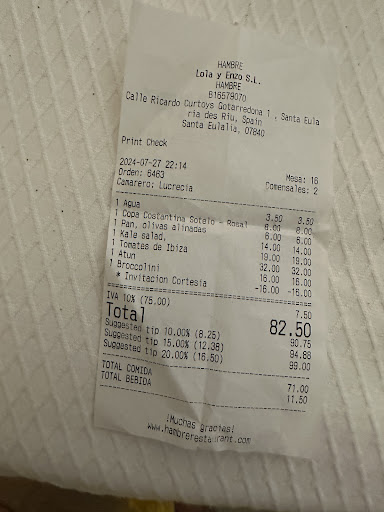 HAMBRE
Lola y Enzo S.L.
HAMBRE
B16579070
Calle Ricardo Curtoys Gotarredona 1 , Santa Eula
ria des Riu, Spain
Santa Eulalia, 07840
Print Check
2024-07-27 22:14 Mesa: 16
Orden: 6463 Comensales: 2
Camarero: Lucrecia
1 Agua 3.50 3.50
1 Copa Costantina Sotelo - Rosal 8.00 8.00
1 Pan, olivas aliñadas 6.00 6.00
1 Kale salad, 14.00 14.00
1 Tomates de Ibiza 19.00 19.00
1 Atun 32.00 32.00
1 Broccolini 16.00 16.00
* Invitacion Cortesia -16.00 -16.00
IVA 10% (75.00) 7.50
Total 82.50
Suggested tip 10.00% (8.25) 90.75
Suggested tip 15.00% (12.38) 94.88
Suggested tip 20.00% (16.50) 99.00
TOTAL COMIDA 71.00
TOTAL BEBIDA 11.50
¡Muchas gracias!
www.hambrerestaurant.com